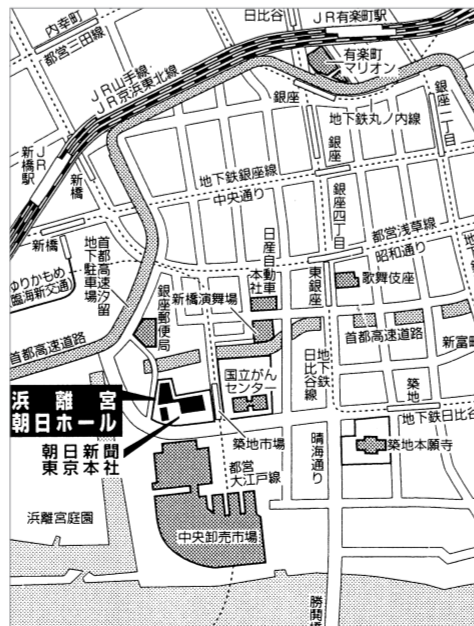 内幸町
都営三田線
日比谷
JR有楽町駅
有楽町
マリオン
JR山手線
JR京浜東北線
銀座
地下鉄丸ノ内線
銀座一丁目
JR
新橋駅
新橋
地下鉄銀座線
中央通り
銀座
銀座四丁目
都営浅草線
昭和通り
新橋
ゆりかもめ
臨海新交通
首都高速汐留
地下駐車場
銀座郵便局
新橋演舞場
日産自動車
本社
東銀座
歌舞伎座
首都高速道路
首都高速道路
新富町
国立がん
センター
地下鉄
日比谷線
築地
地下鉄日比谷
浜離宮
朝日ホール
朝日新聞
東京本社
築地市場
晴海通り
築地本願寺
都営
大江戸線
浜離宮庭園
中央卸売市場
勝鬨橋